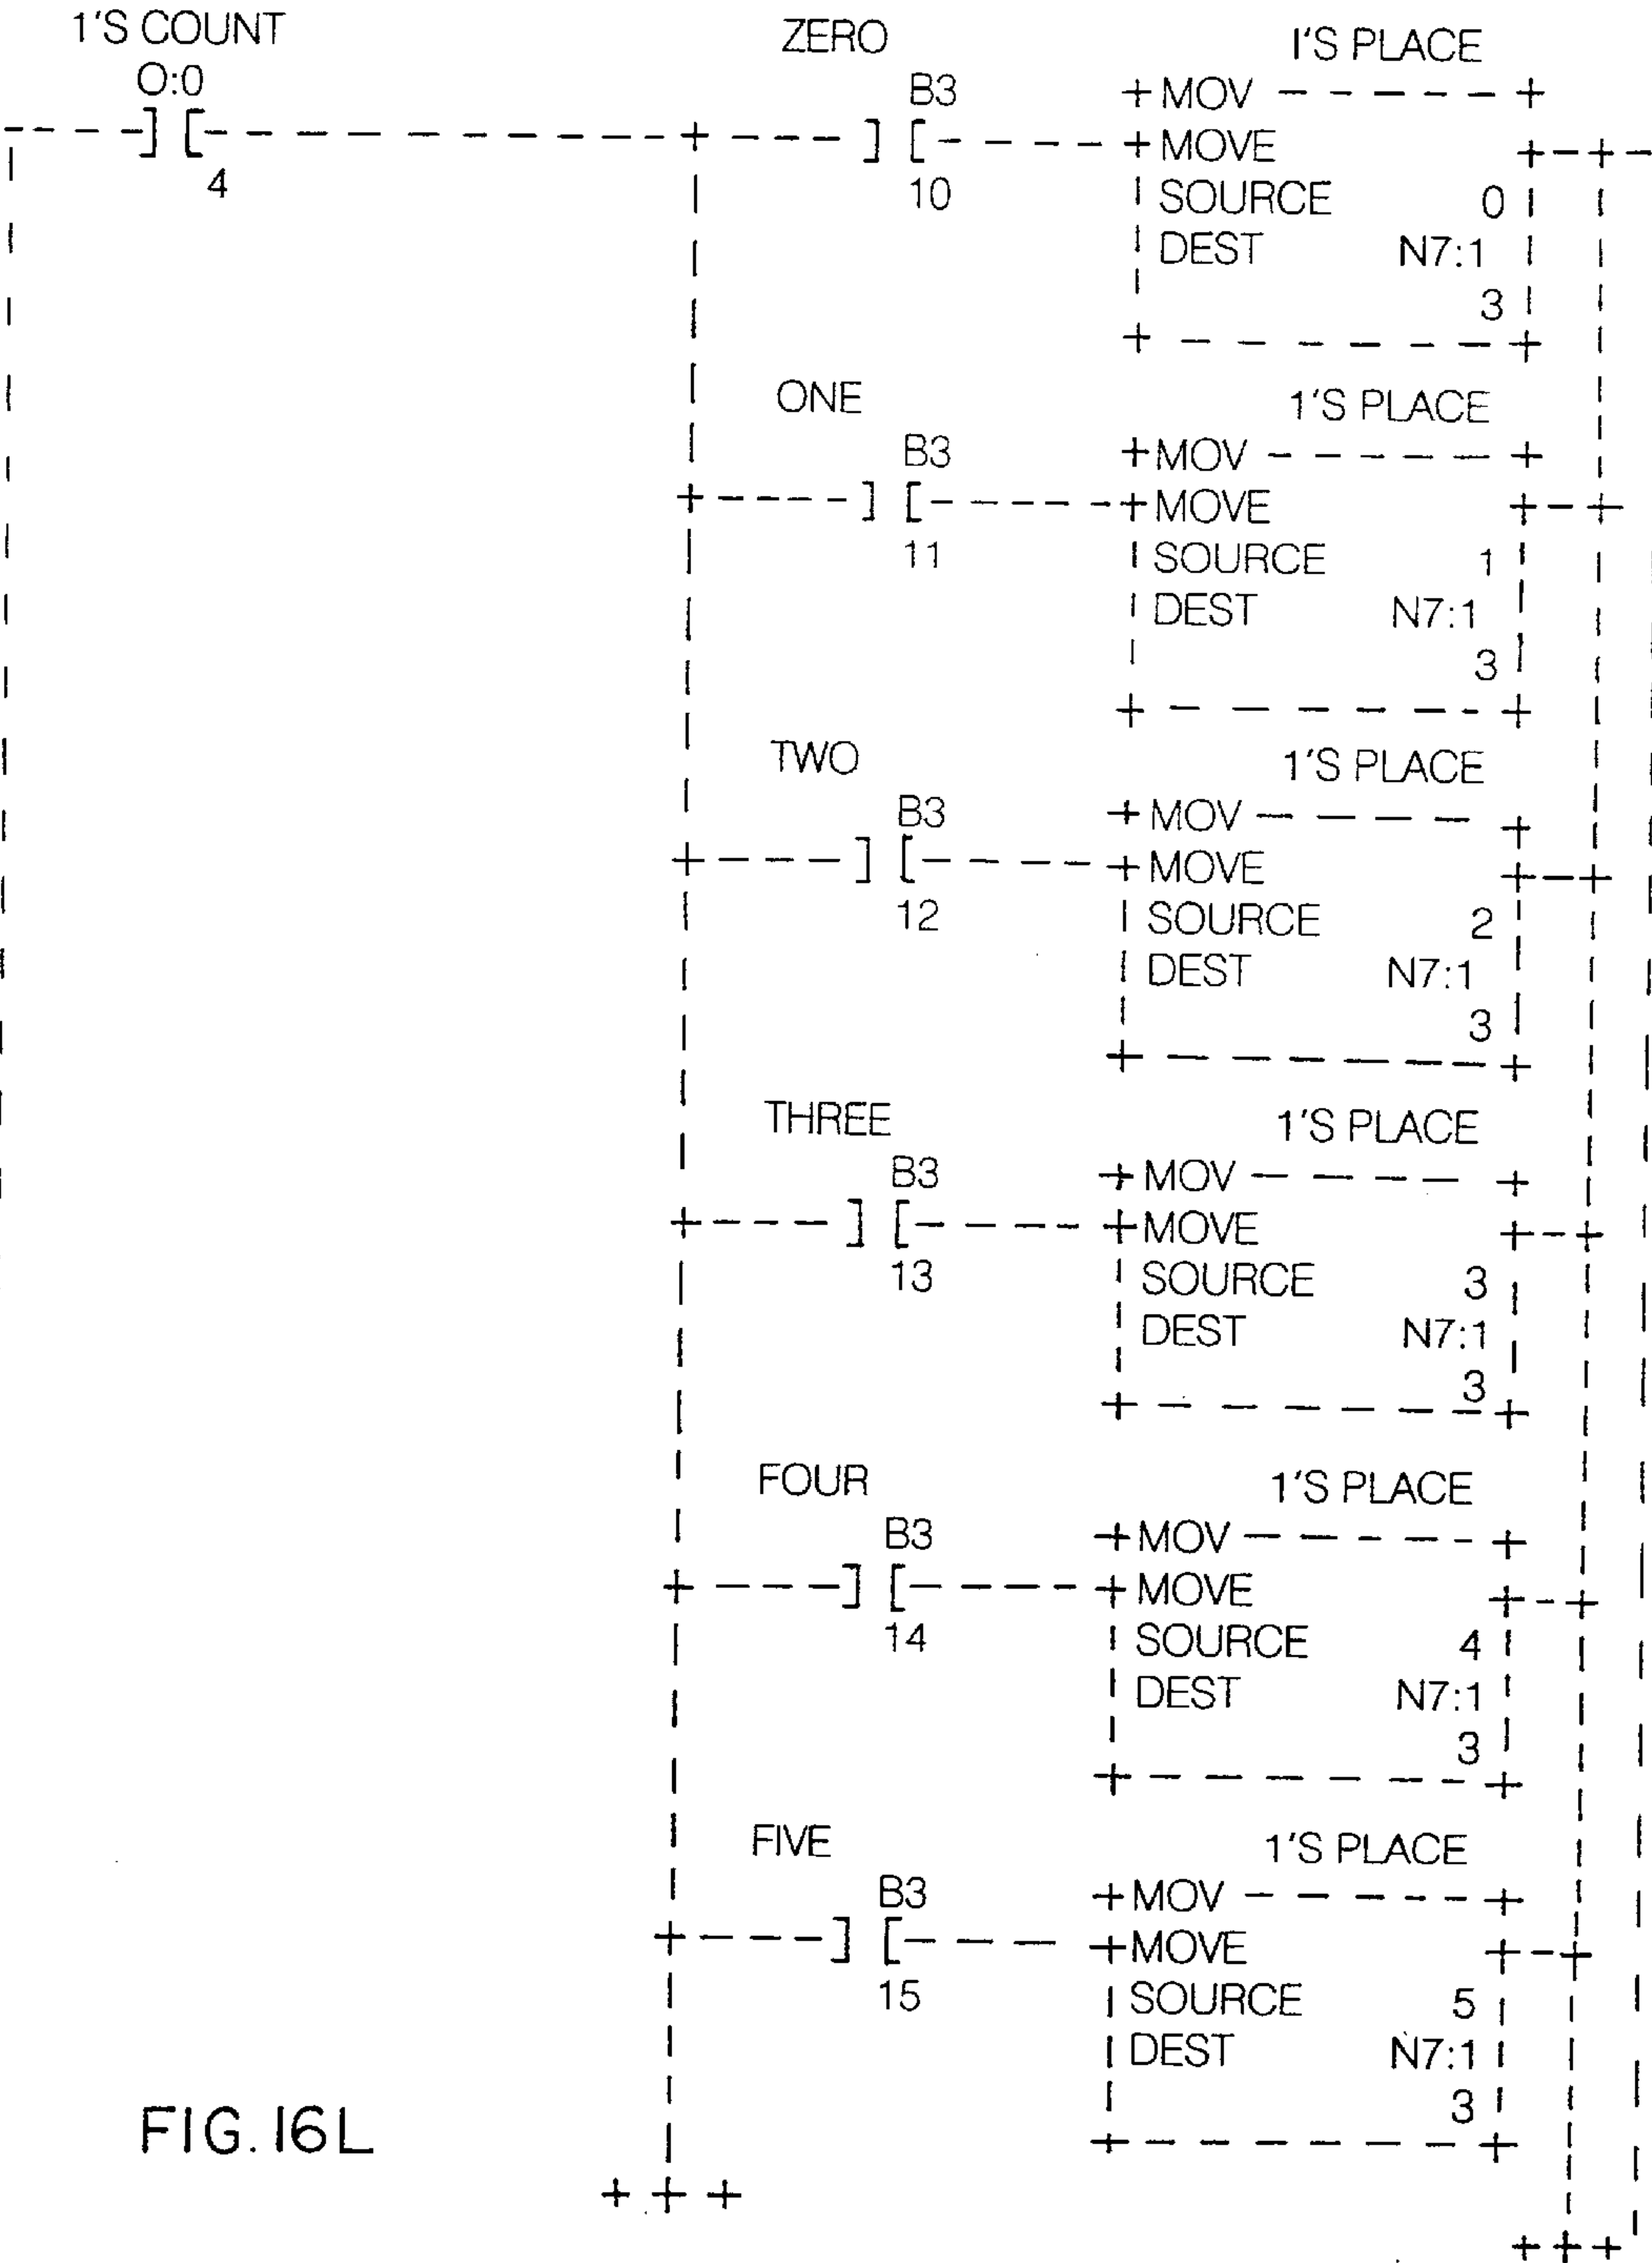 1'S COUNT
O:0
4
ZERO
B3
10
I'S PLACE
MOV
MOVE
SOURCE 0
DEST N7:1
3
ONE
B3
11
1'S PLACE
MOV
MOVE
SOURCE 1
DEST N7:1
3
TWO
B3
12
1'S PLACE
MOV
MOVE
SOURCE 2
DEST N7:1
3
THREE
B3
13
1'S PLACE
MOV
MOVE
SOURCE 3
DEST N7:1
3
FOUR
B3
14
1'S PLACE
MOV
MOVE
SOURCE 4
DEST N7:1
3
FIVE
B3
15
1'S PLACE
MOV
MOVE
SOURCE 5
DEST N7:1
3
FIG. 16L